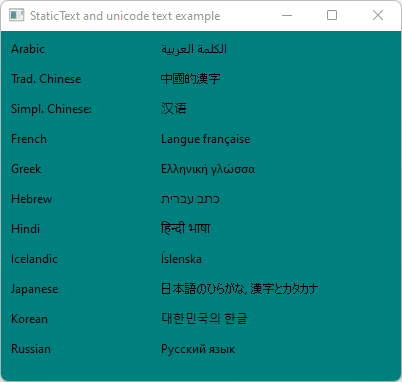 StaticText and unicode text example
Arabic الكلمة العربية
Trad. Chinese 中國的漢字
Simpl. Chinese: 汉语
French Langue française
Greek Ελληνική γλώσσα
Hebrew כתב עברית
Hindi हिन्दी भाषा
Icelandic Íslenska
Japanese 日本語のひらがな, 漢字とカタカナ
Korean 대한민국의 한글
Russian Русский язык